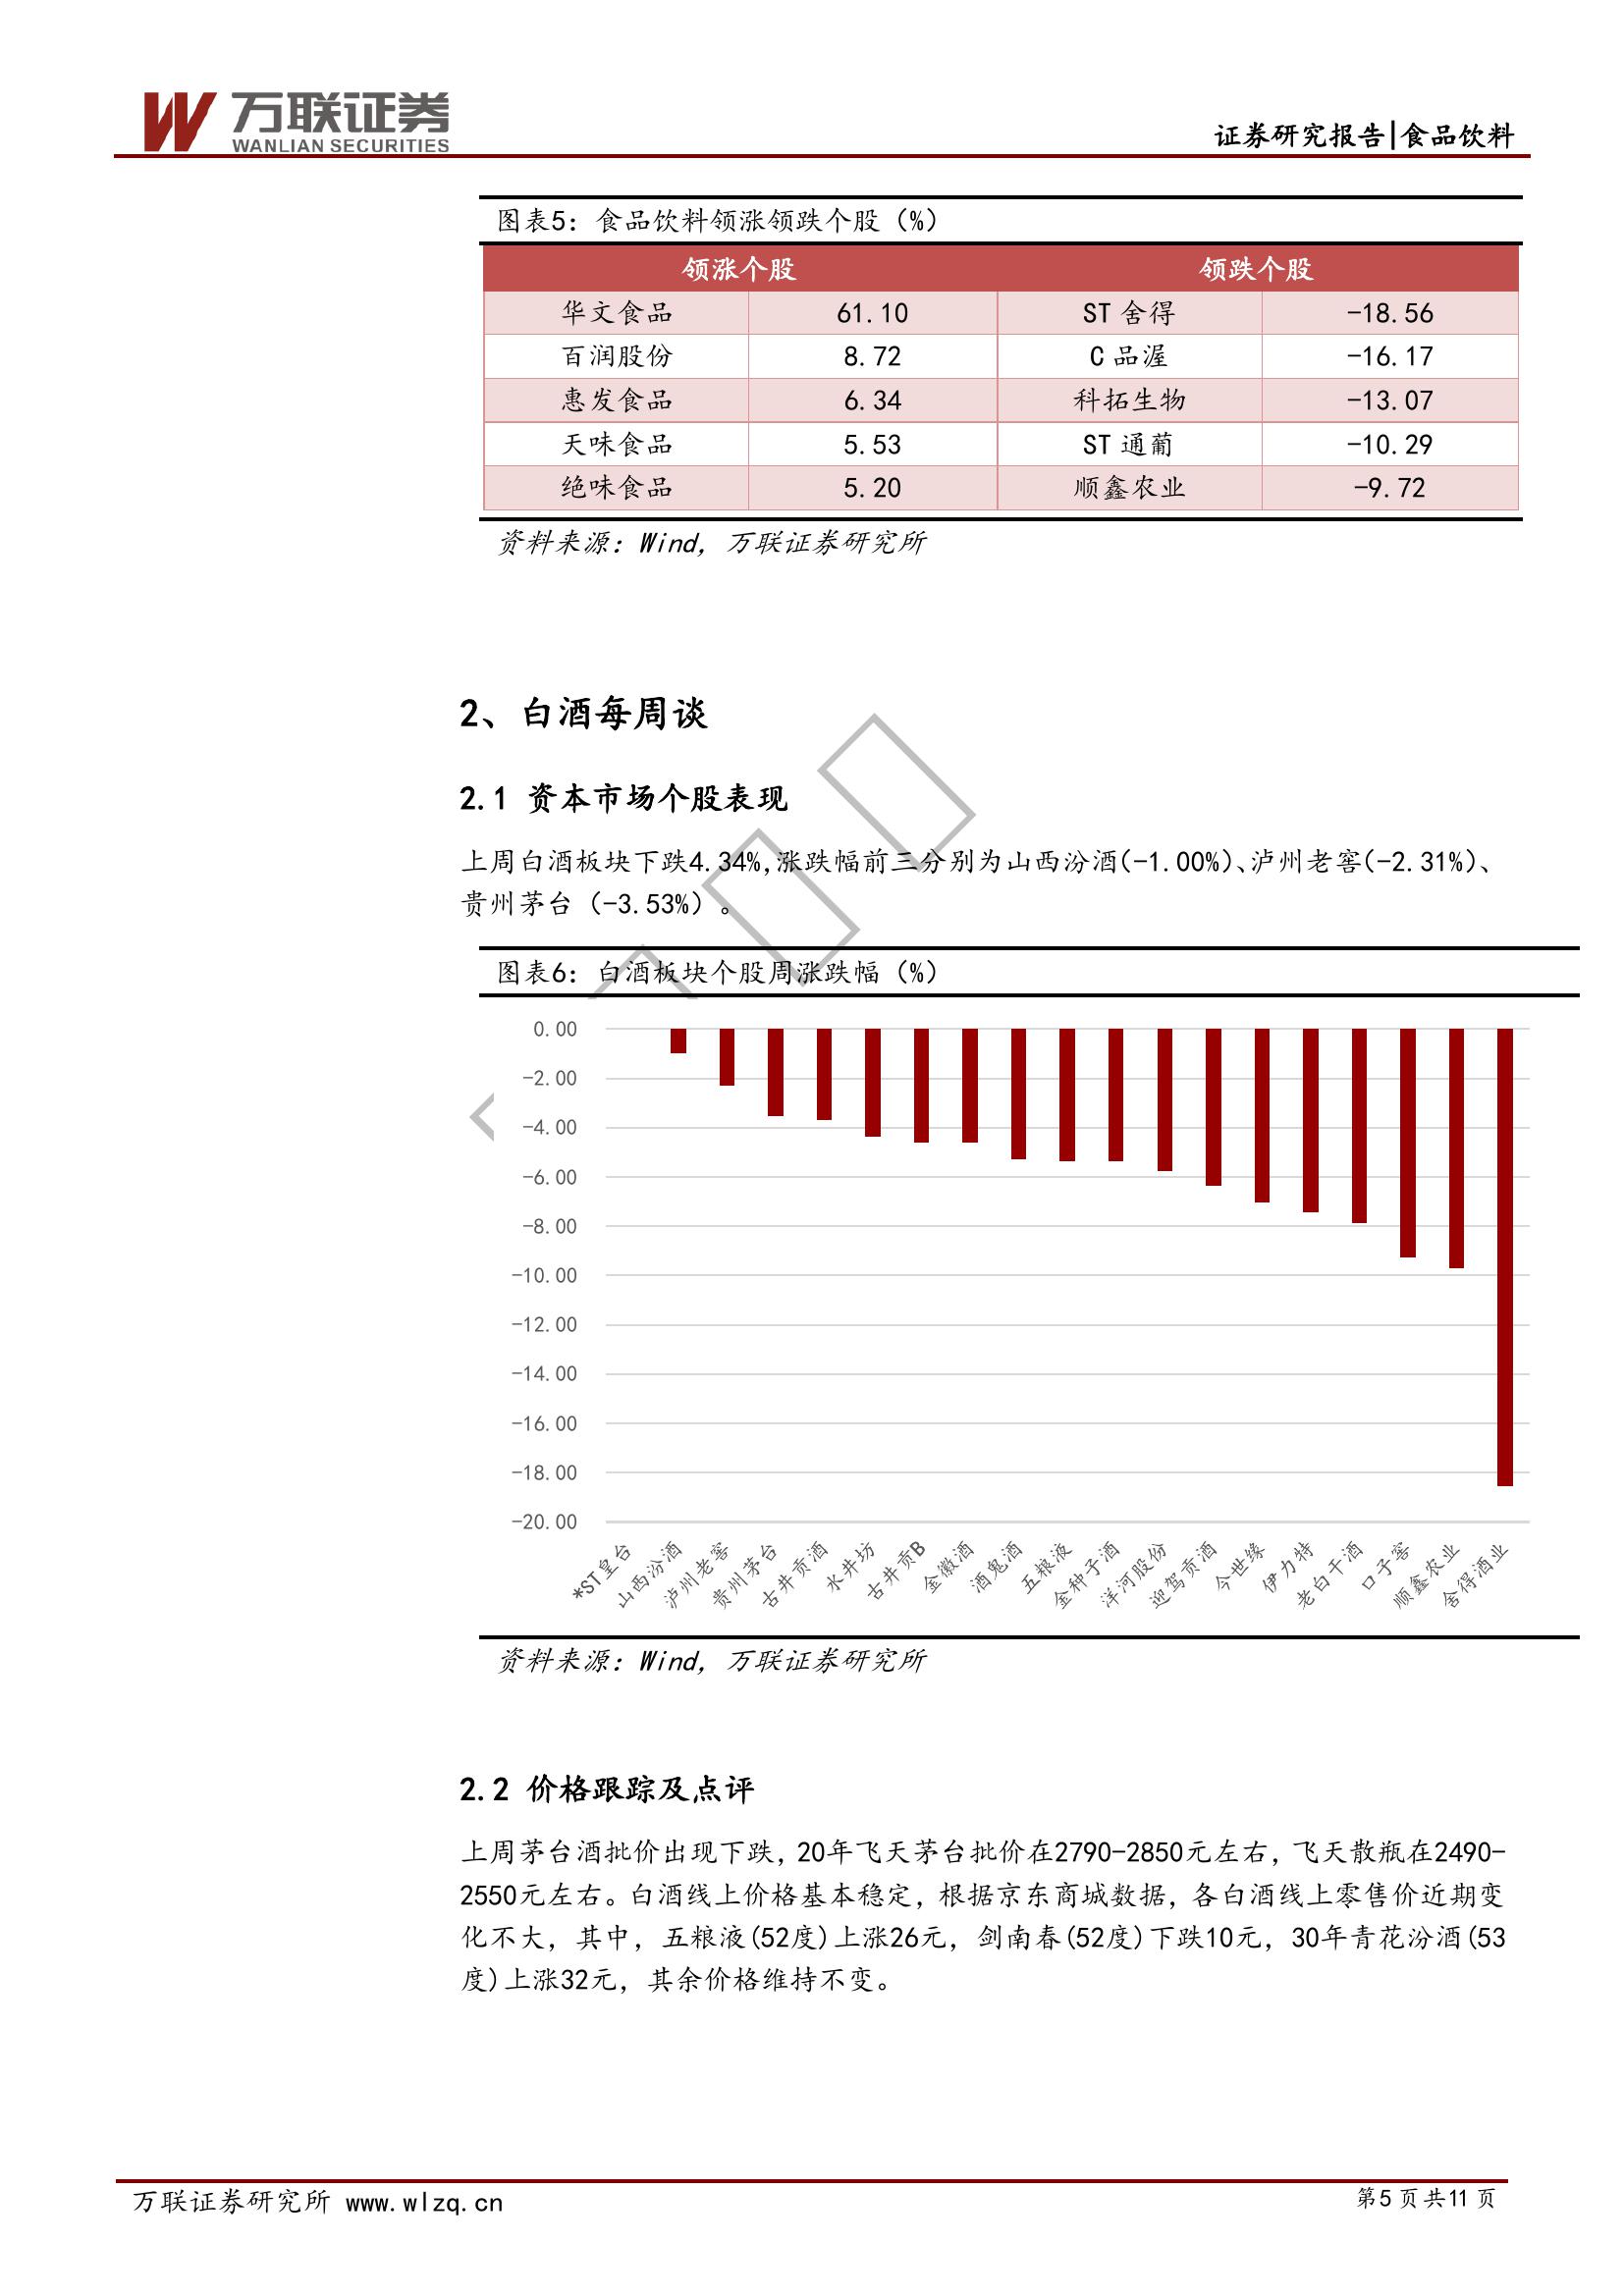 万联证券
WANLIAN SECURITIES
证券研究报告|食品饮料
图表5：食品饮料领涨领跌个股（%）
领涨个股 领跌个股
华文食品 61.10 ST 舍得 -18.56
百润股份 8.72 C 品渥 -16.17
惠发食品 6.34 科拓生物 -13.07
天味食品 5.53 ST 通葡 -10.29
绝味食品 5.20 顺鑫农业 -9.72
资料来源：Wind，万联证券研究所
2、白酒每周谈
2.1 资本市场个股表现
上周白酒板块下跌4.34%,涨跌幅前三分别为山西汾酒(-1.00%)、泸州老窖(-2.31%)、
贵州茅台（-3.53%）。
图表6：白酒板块个股周涨跌幅（%）
0.00
-2.00
-4.00
-6.00
-8.00
-10.00
-12.00
-14.00
-16.00
-18.00
-20.00
*ST皇台 山西汾酒 泸州老窖 贵州茅台 古井贡酒 水井坊 古井贡B 金徽酒 酒鬼酒 五粮液 金种子酒 洋河股份 迎驾贡酒 今世缘 伊力特 老白干酒 口子窖 顺鑫农业 舍得酒业
资料来源：Wind，万联证券研究所
2.2 价格跟踪及点评
上周茅台酒批价出现下跌，20年飞天茅台批价在2790-2850元左右，飞天散瓶在2490-
2550元左右。白酒线上价格基本稳定，根据京东商城数据，各白酒线上零售价近期变
化不大，其中，五粮液(52度)上涨26元，剑南春(52度)下跌10元，30年青花汾酒(53
度)上涨32元，其余价格维持不变。
万联证券研究所 www.wlzq.cn
第5 页 共11 页